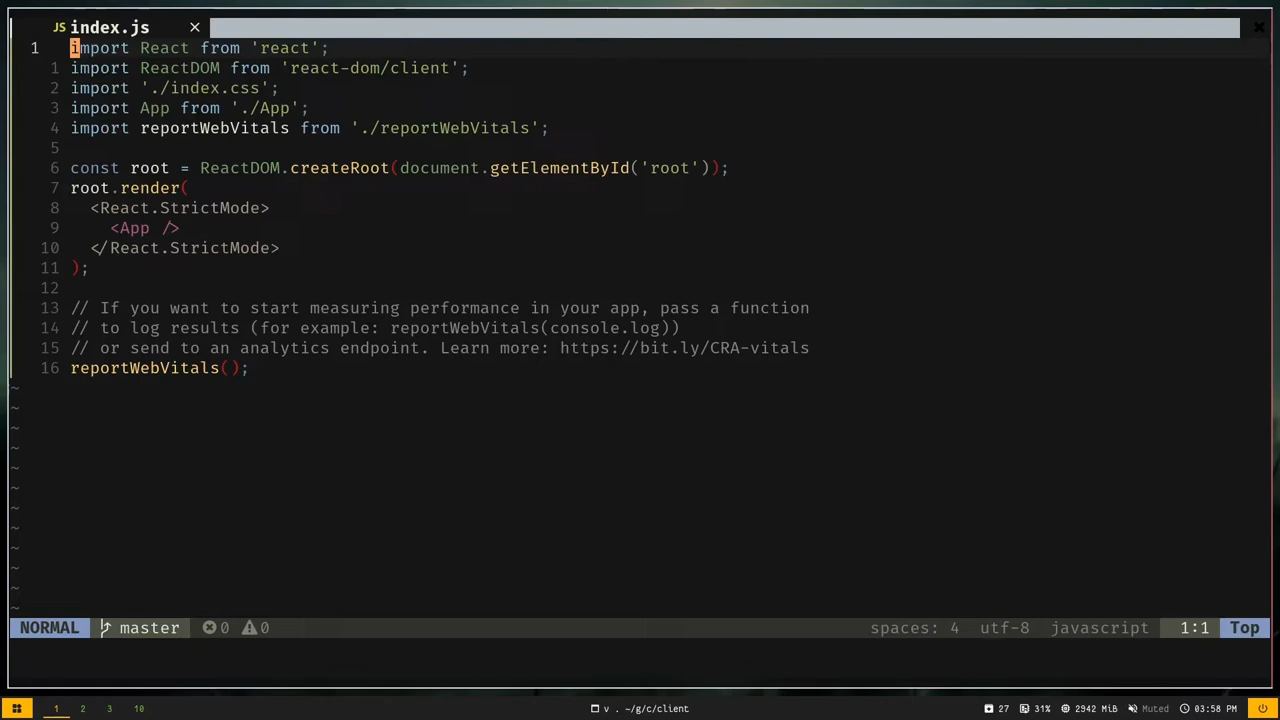 JS index.js ×
1 import React from 'react';
1 import ReactDOM from 'react-dom/client';
2 import './index.css';
3 import App from './App';
4 import reportWebVitals from './reportWebVitals';
5
6 const root = ReactDOM.createRoot(document.getElementById('root'));
7 root.render(
8   <React.StrictMode>
9     <App />
10   </React.StrictMode>
11 );
12
13 // If you want to start measuring performance in your app, pass a function
14 // to log results (for example: reportWebVitals(console.log))
15 // or send to an analytics endpoint. Learn more: https://bit.ly/CRA-vitals
16 reportWebVitals();
~
~
~
~
~
~
~
~
~
~
~
~
NORMAL master 0 0 spaces: 4 utf-8 javascript 1:1 Top
1 2 3 10 v . ~/g/c/client 27 31% 2942 MiB Muted 03:58 PM